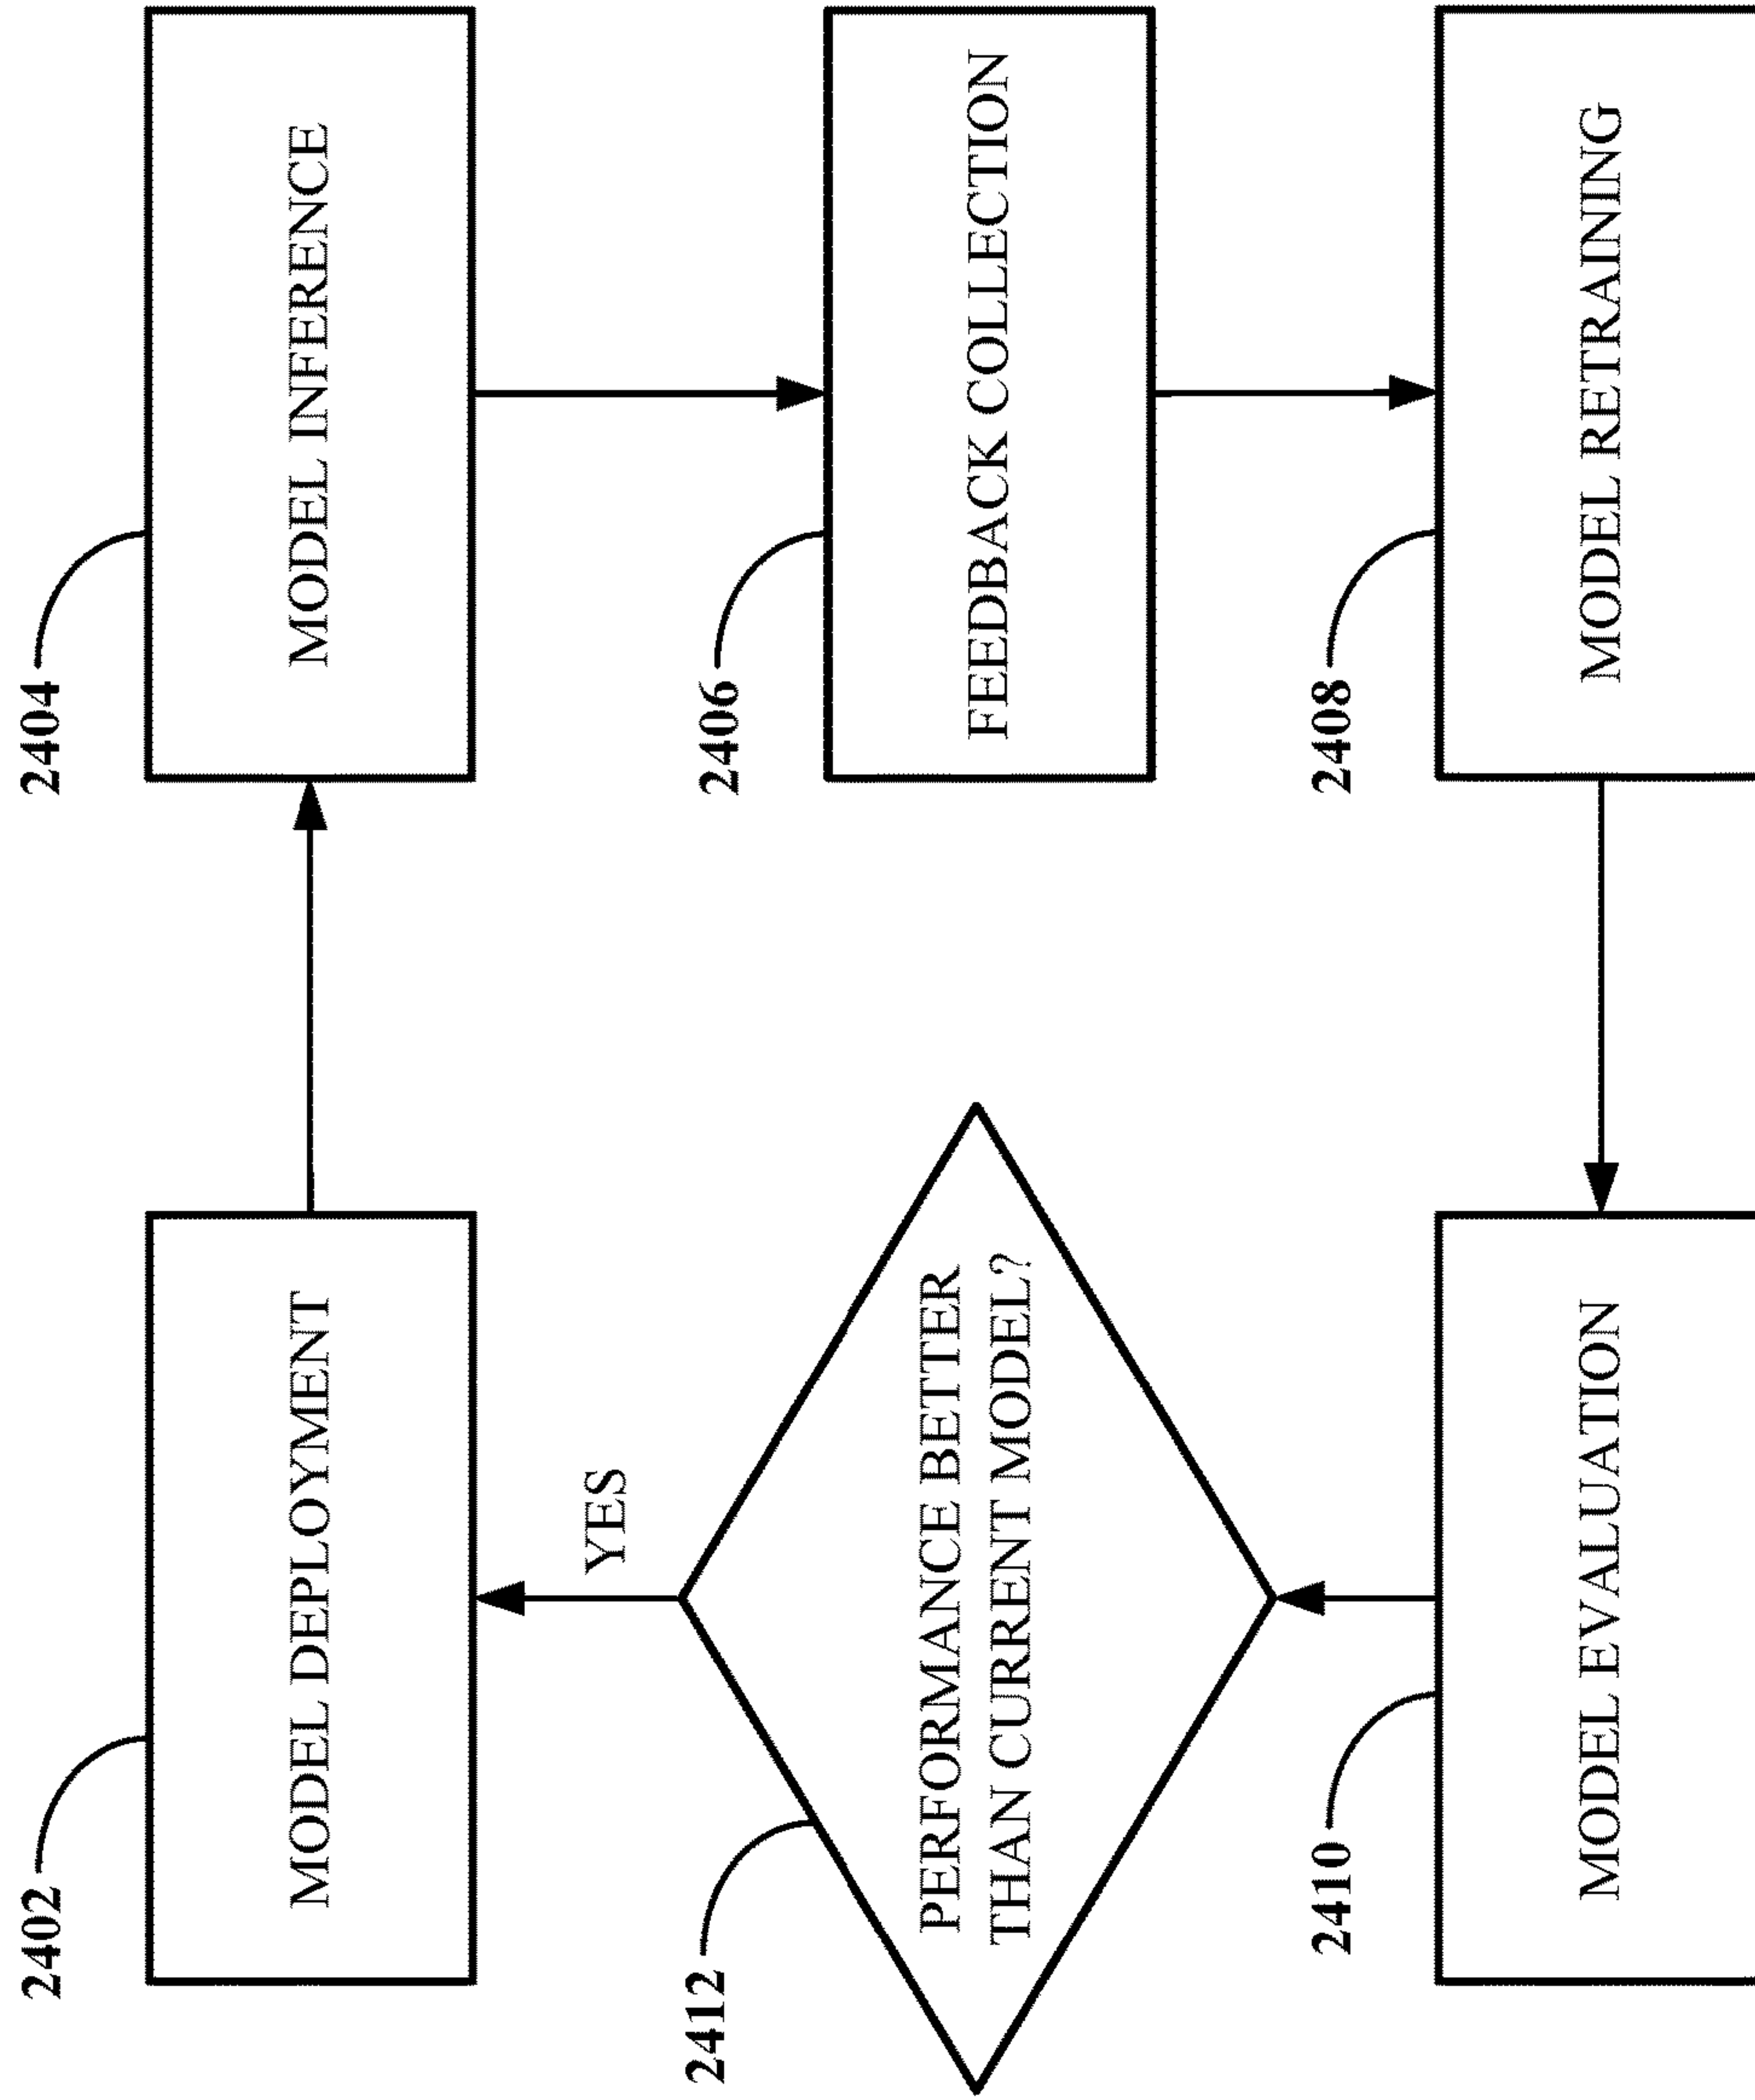 2402
MODEL DEPLOYMENT
2404
MODEL INFERENCE
YES
2412
PERFORMANCE BETTER
THAN CURRENT MODEL?
2406
FEEDBACK COLLECTION
2410
MODEL EVALUATION
2408
MODEL RETRAINING